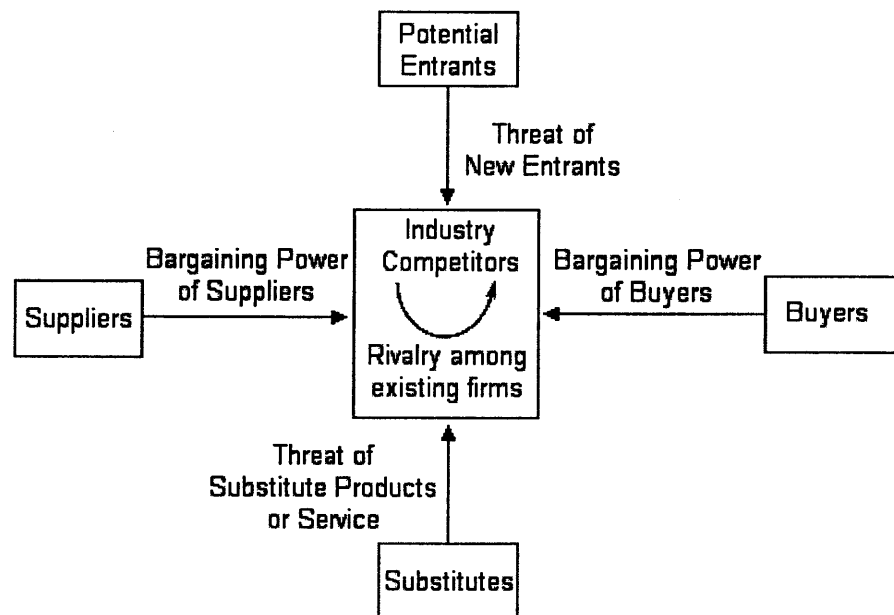 Potential
Entrants
Threat of
New Entrants
Industry
Competitors
Bargaining Power
of Suppliers
Bargaining Power
of Buyers
Suppliers
Buyers
Rivalry among
existing firms
Threat of
Substitute Products
or Service
Substitutes